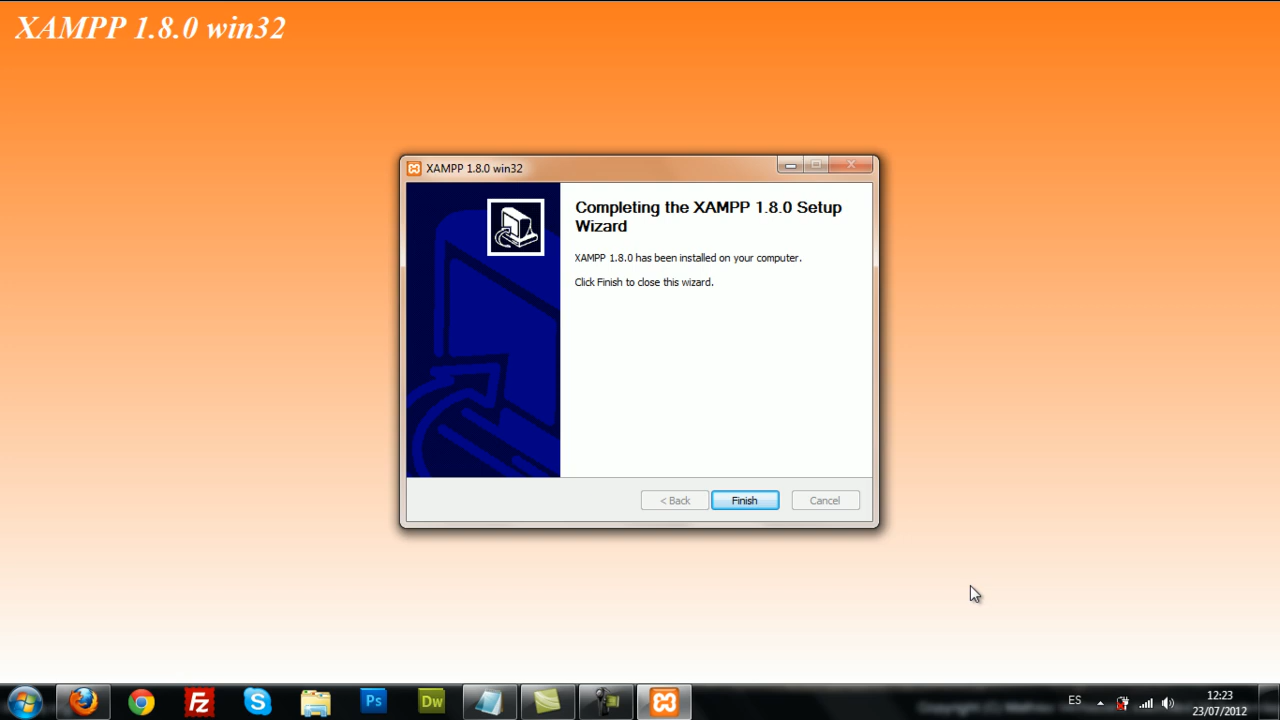 XAMPP 1.8.0 win32
XAMPP 1.8.0 win32
Completing the XAMPP 1.8.0 Setup
Wizard
XAMPP 1.8.0 has been installed on your computer.
Click Finish to close this wizard.
< Back
Finish
Cancel
Fz
S
Ps
Dw
ES
12:23
23/07/2012